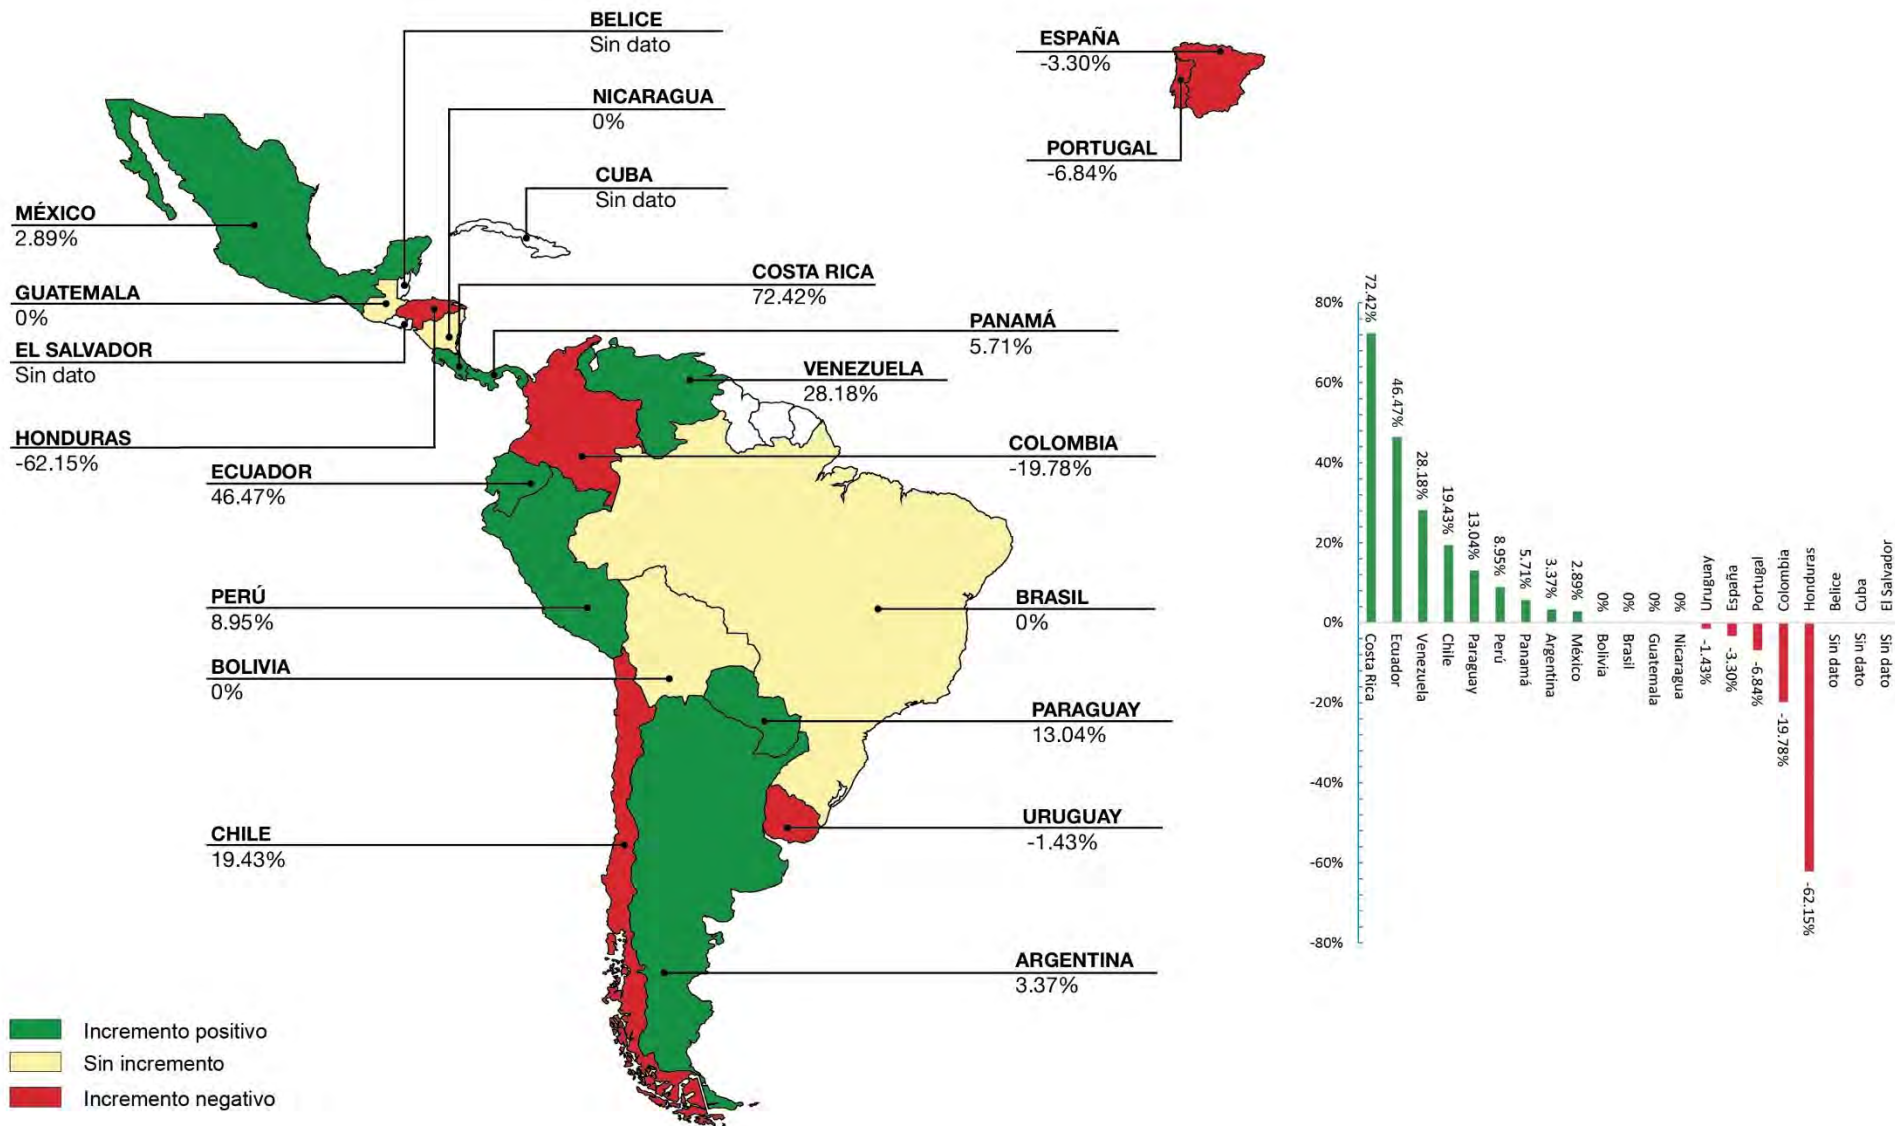 BELICE
Sin dato
NICARAGUA
0%
CUBA
Sin dato
ESPAÑA
-3.30%
PORTUGAL
-6.84%
MÉXICO
2.89%
GUATEMALA
0%
EL SALVADOR
Sin dato
HONDURAS
-62.15%
COSTA RICA
72.42%
PANAMÁ
5.71%
VENEZUELA
28.18%
COLOMBIA
-19.78%
ECUADOR
46.47%
PERÚ
8.95%
BOLIVIA
0%
BRASIL
0%
PARAGUAY
13.04%
URUGUAY
-1.43%
CHILE
19.43%
ARGENTINA
3.37%
Incremento positivo
Sin incremento
Incremento negativo
80%
60%
40%
20%
0%
-20%
-40%
-60%
-80%
72.42%
Costa Rica
46.47%
Ecuador
28.18%
Venezuela
19.43%
Chile
13.04%
Paraguay
8.95%
Perú
5.71%
Panamá
3.37%
Argentina
2.89%
México
0%
Bolivia
0%
Brasil
0%
Guatemala
0%
Nicaragua
Uruguay
-1.43%
España
-3.30%
Portugal
-6.84%
Colombia
-19.78%
Honduras
-62.15%
Belice
Sin dato
Cuba
Sin dato
El Salvador
Sin dato